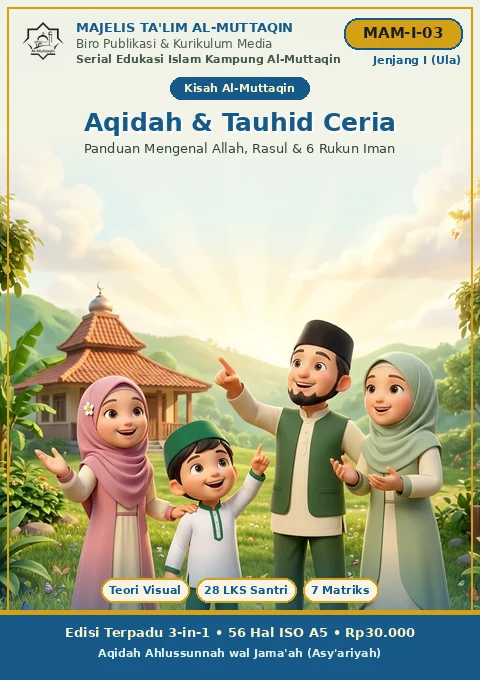 MAJELIS TA'LIM AL-MUTTAQIN
Biro Publikasi & Kurikulum Media
Serial Edukasi Islam Kampung Al-Muttaqin
MAM-I-03
Jenjang I (Ula)
Al-Muttaqin
Kisah Al-Muttaqin
Aqidah & Tauhid Ceria
Panduan Mengenal Allah, Rasul & 6 Rukun Iman
Teori Visual
28 LKS Santri
7 Matriks
Edisi Terpadu 3-in-1 • 56 Hal ISO A5 • Rp30.000
Aqidah Ahlussunnah wal Jama'ah (Asy'ariyah)